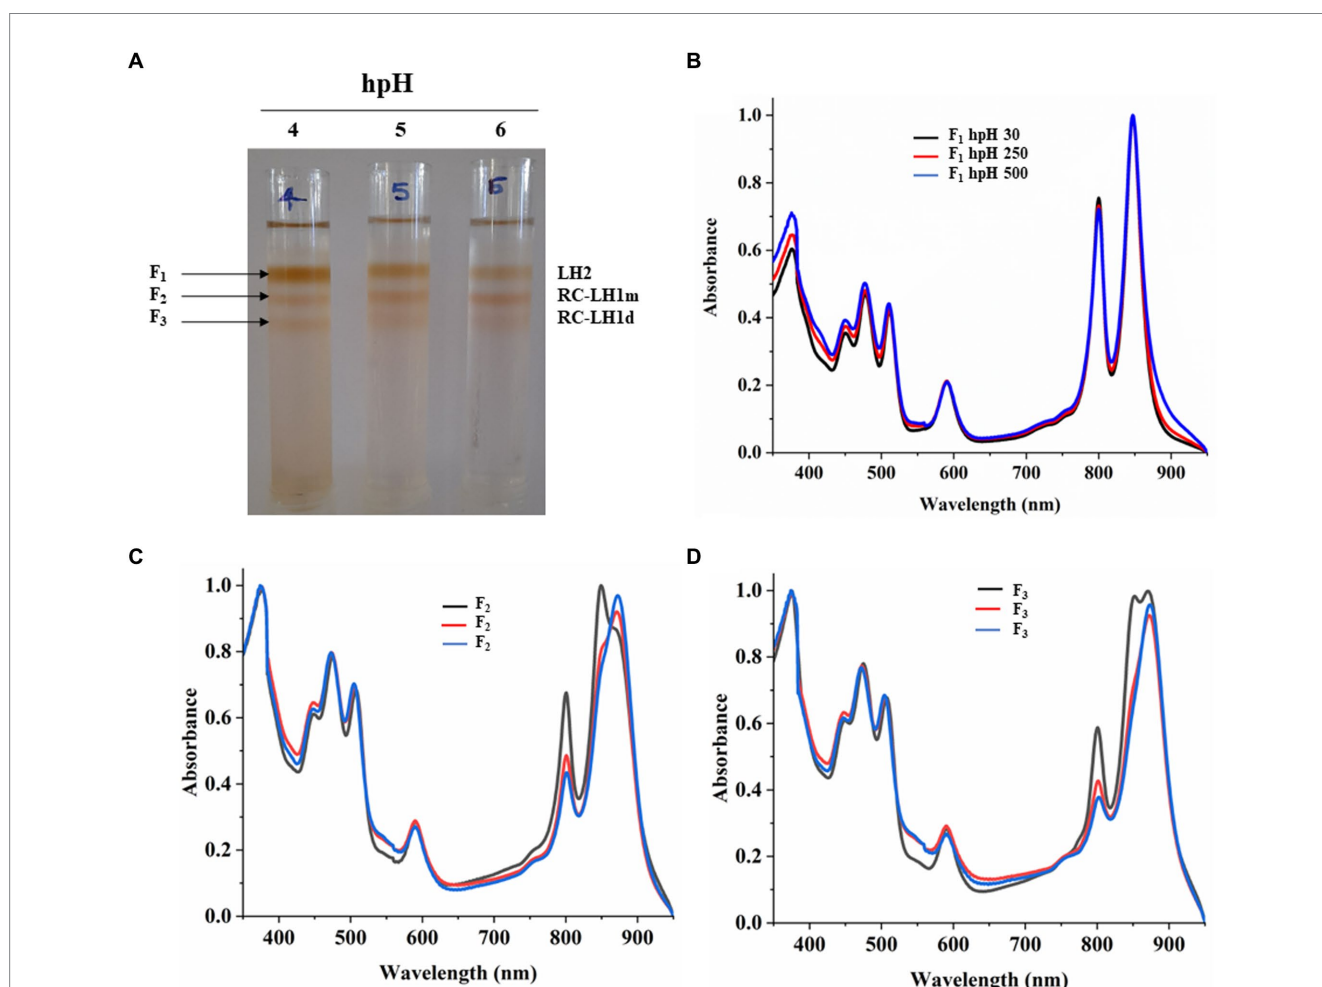 A
hpH
4 5 6
4 5 6
F1
F2
F3
LH2
RC-LH1m
RC-LH1d
B
F1 hpH 30
F1 hpH 250
F1 hpH 500
Absorbance
1.0
0.8
0.6
0.4
0.2
0.0
400 500 600 700 800 900
Wavelength (nm)
C
F2
F2
F2
Absorbance
1.0
0.8
0.6
0.4
0.2
0.0
400 500 600 700 800 900
Wavelength (nm)
D
F3
F3
F3
Absorbance
1.0
0.8
0.6
0.4
0.2
0.0
400 500 600 700 800 900
Wavelength (nm)